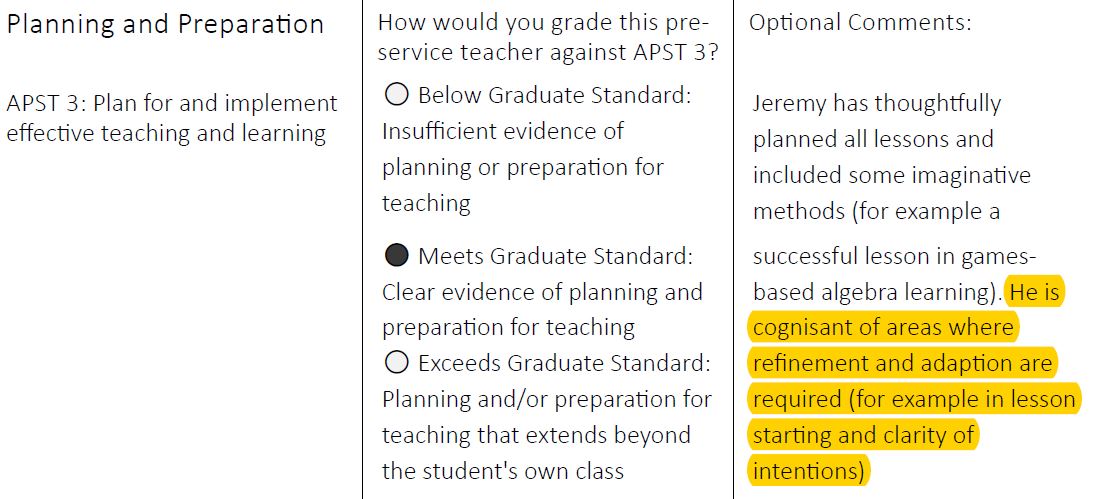 Planning and Preparation
APST 3: Plan for and implement
effective teaching and learning
How would you grade this pre-
service teacher against APST 3?
Below Graduate Standard:
Insufficient evidence of
planning or preparation for
teaching
Meets Graduate Standard:
Clear evidence of planning and
preparation for teaching
Exceeds Graduate Standard:
Planning and/or preparation for
teaching that extends beyond
the student's own class
Optional Comments:
Jeremy has thoughtfully
planned all lessons and
included some imaginative
methods (for example a
successful lesson in games-
based algebra learning). He is
cognisant of areas where
refinement and adaption are
required (for example in lesson
starting and clarity of
intentions)